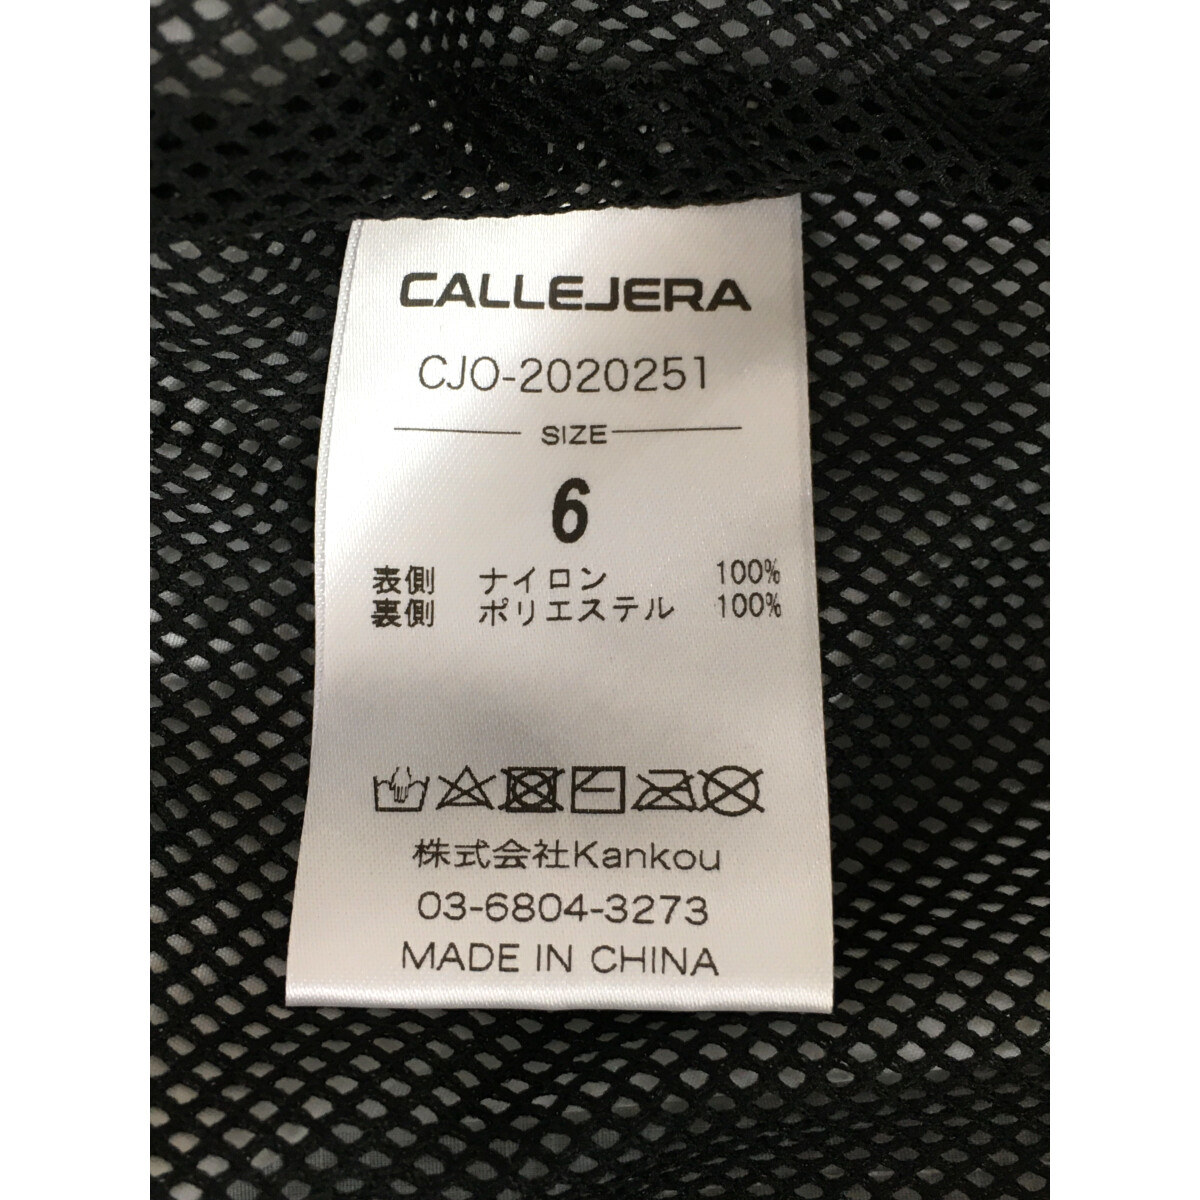 CALLEJERA
CJO-2020251
SIZE
6
表側 ナイロン 100%
裏側 ポリエステル 100%
株式会社Kankou
03-6804-3273
MADE IN CHINA